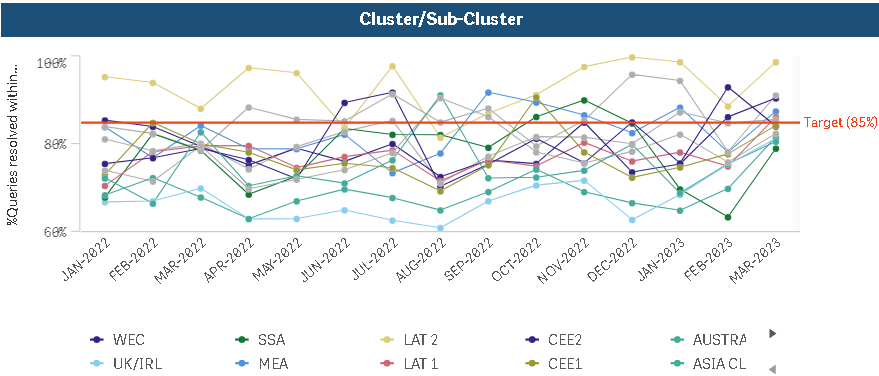 Cluster/Sub-Cluster
%Queries resolved within...
100%
80%
60%
Target (85%)
JAN-2022
FEB-2022
MAR-2022
APR-2022
MAY-2022
JUN-2022
JUL-2022
AUG-2022
SEP-2022
OCT-2022
NOV-2022
DEC-2022
JAN-2023
FEB-2023
MAR-2023
WEC SSA LAT 2 CEE2 AUSTRA
UK/IRL MEA LAT 1 CEE1 ASIA CL